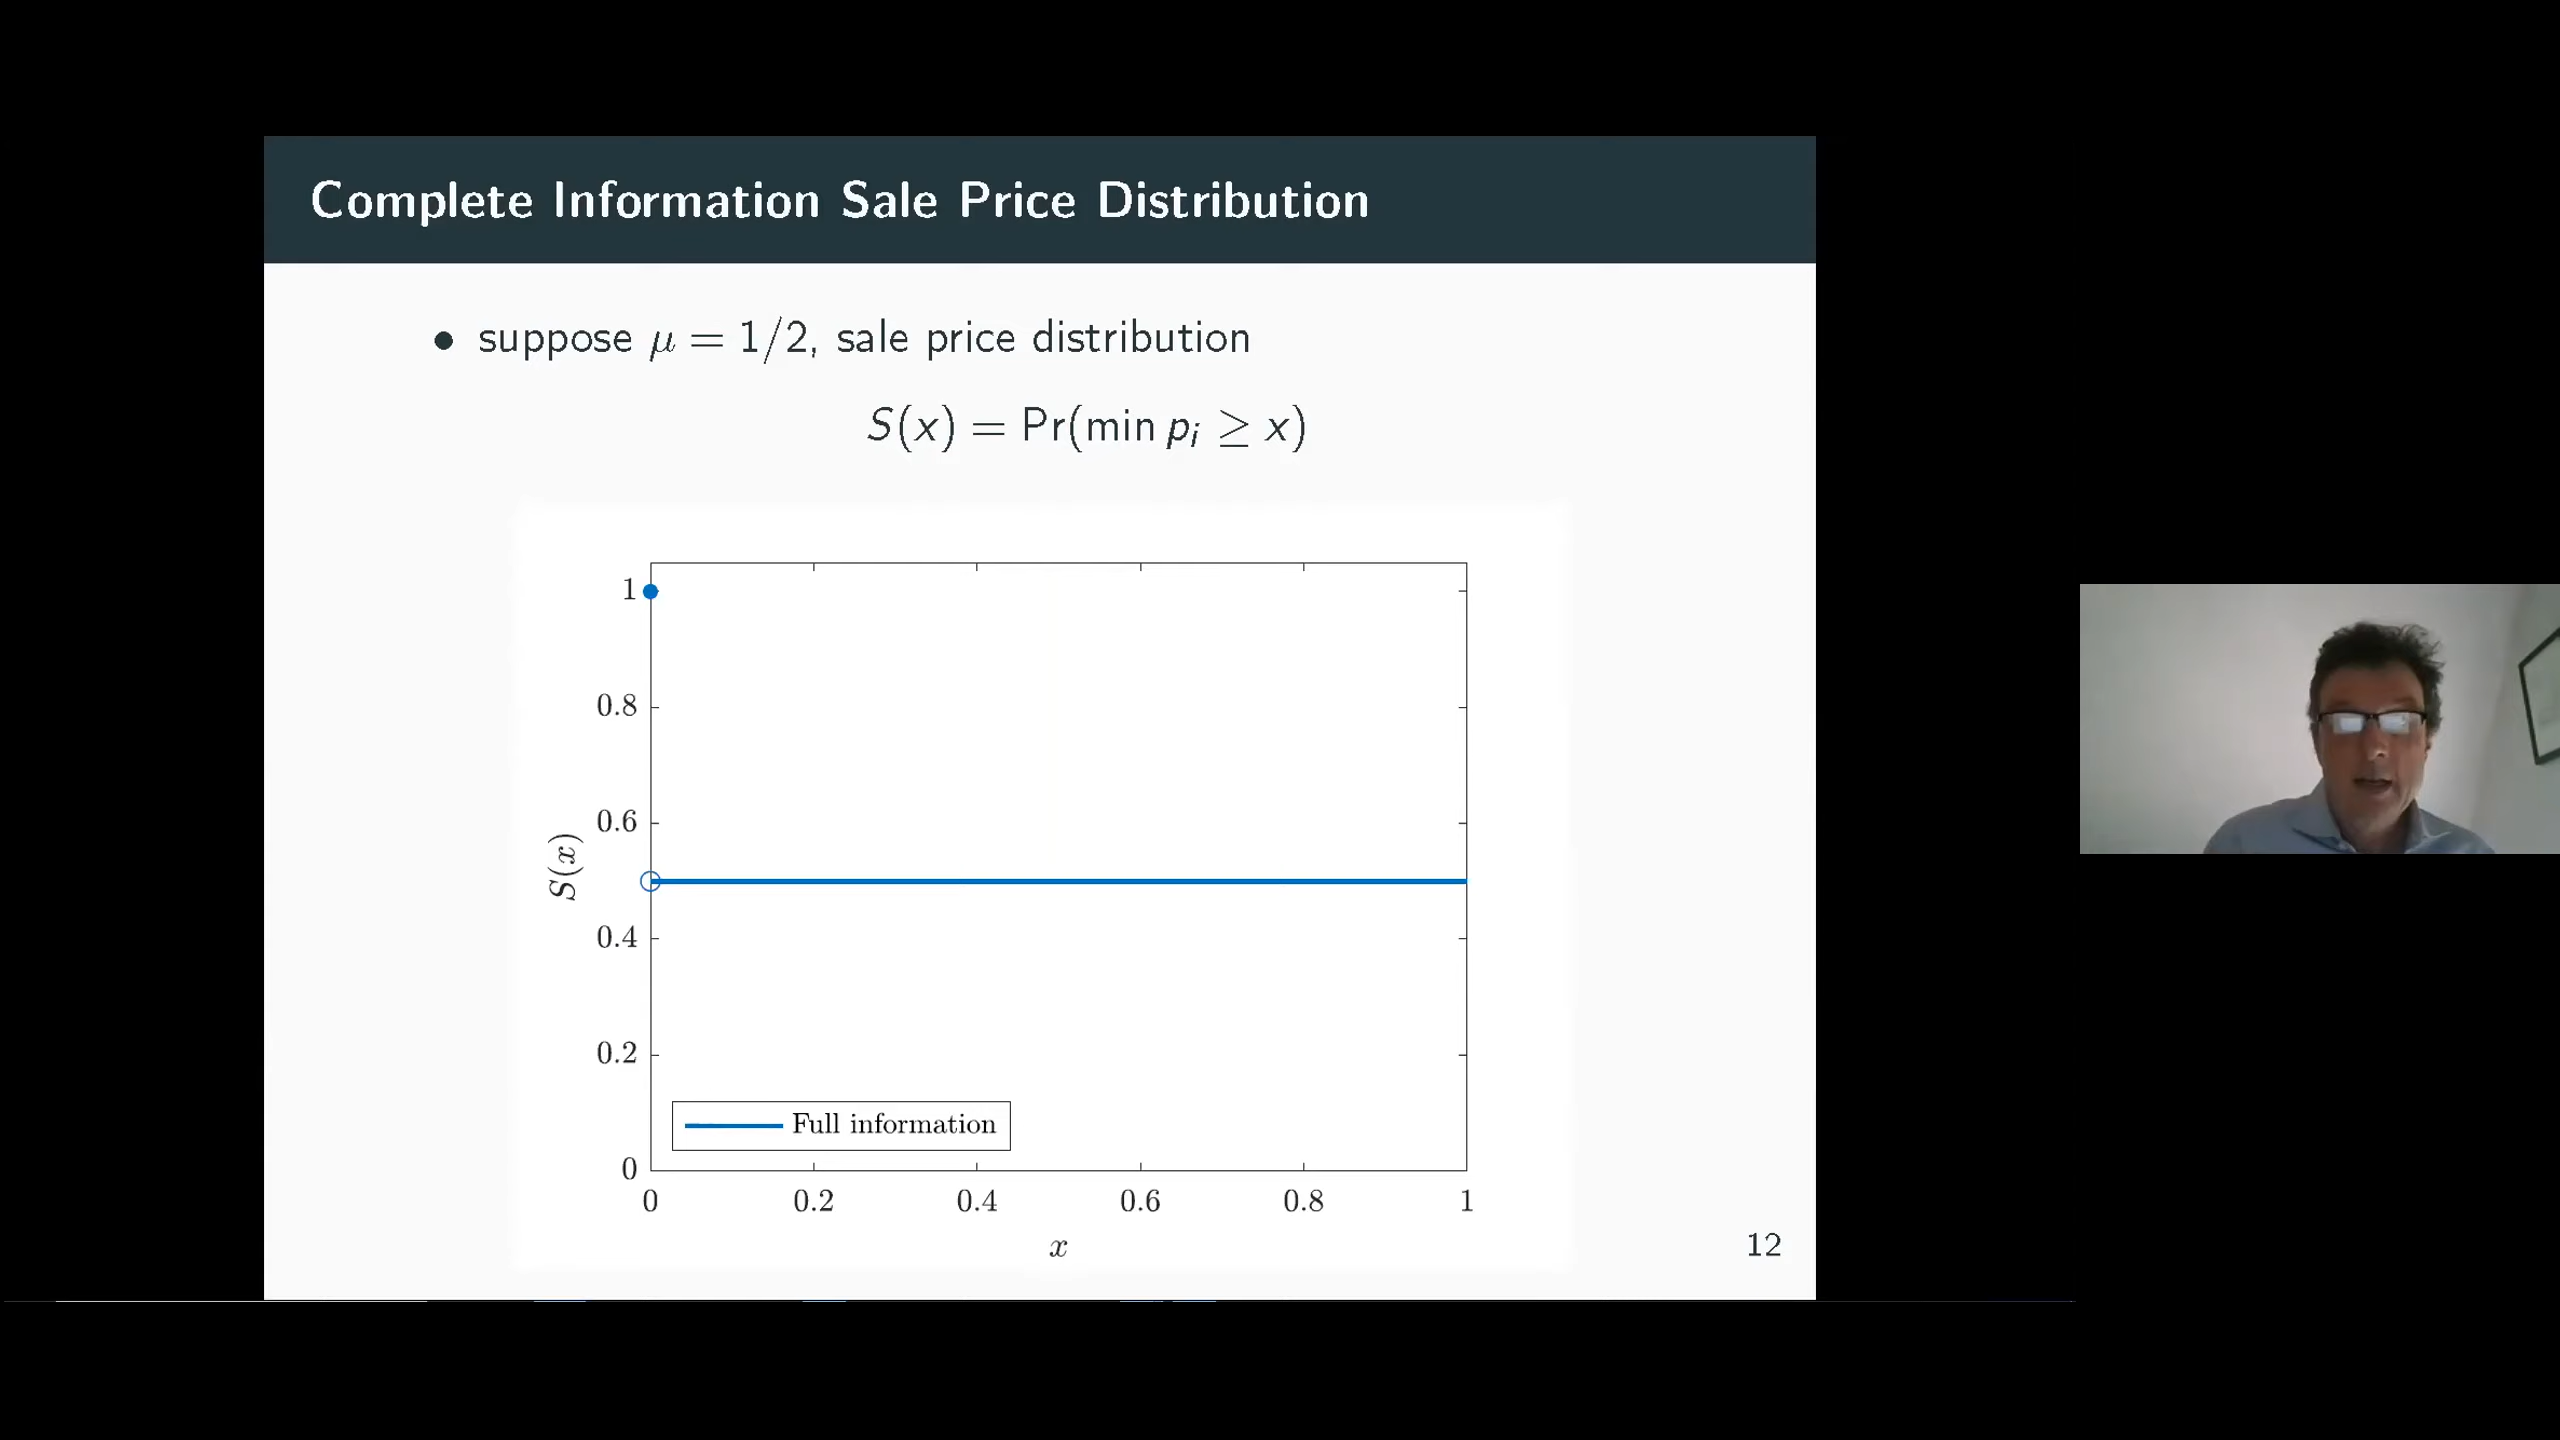 Complete Information Sale Price Distribution
• suppose μ = 1/2, sale price distribution
S(x) = Pr(min pᵢ ≥ x)
1
0.8
0.6
0.4
0.2
0
S(x)
Full information
0 0.2 0.4 0.6 0.8 1
x
12